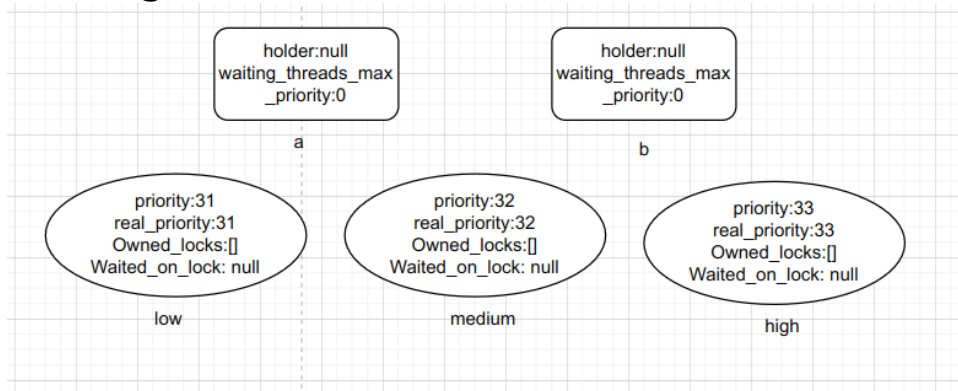 holder:null
waiting_threads_max
_priority:0
a
holder:null
waiting_threads_max
_priority:0
b
priority:31
real_priority:31
Owned_locks:[]
Waited_on_lock: null
low
priority:32
real_priority:32
Owned_locks:[]
Waited_on_lock: null
medium
priority:33
real_priority:33
Owned_locks:[]
Waited_on_lock: null
high